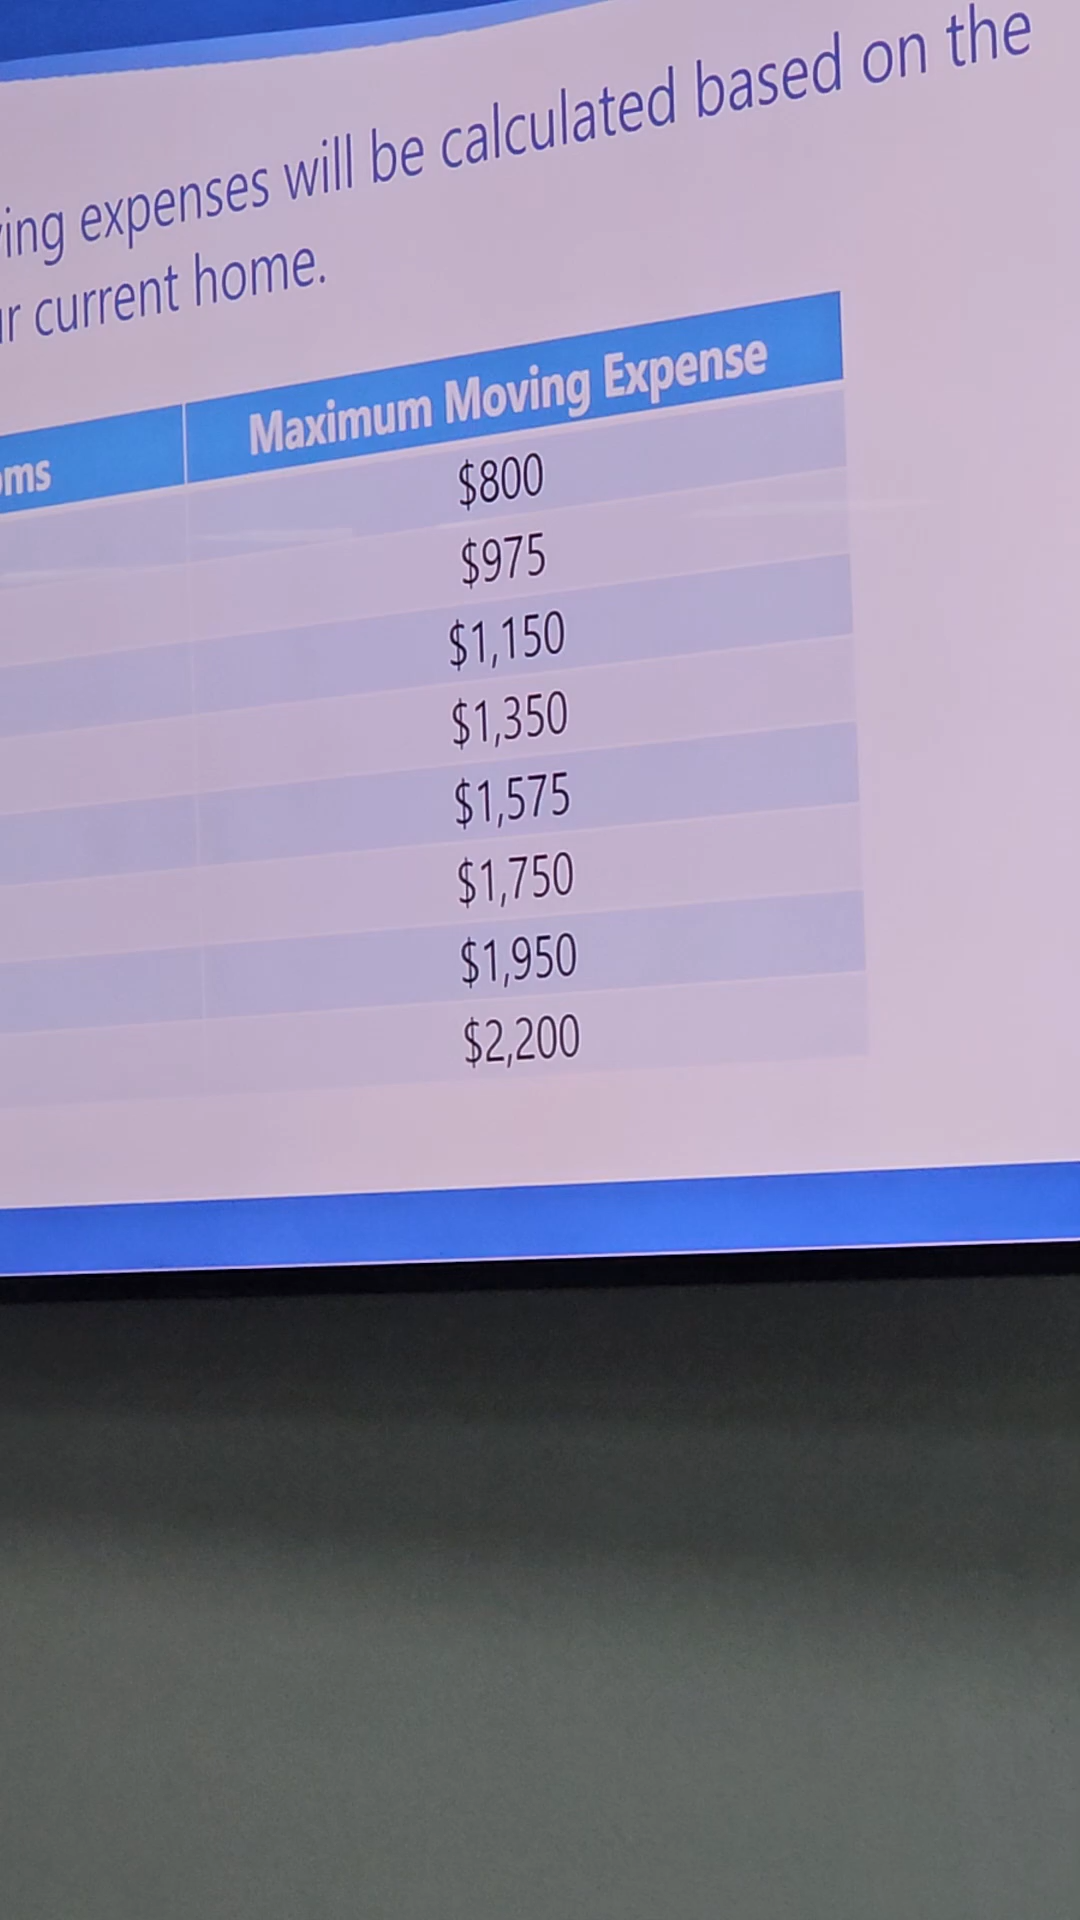 ing expenses will be calculated based on the
r current home.
oms Maximum Moving Expense
$800
$975
$1,150
$1,350
$1,575
$1,750
$1,950
$2,200